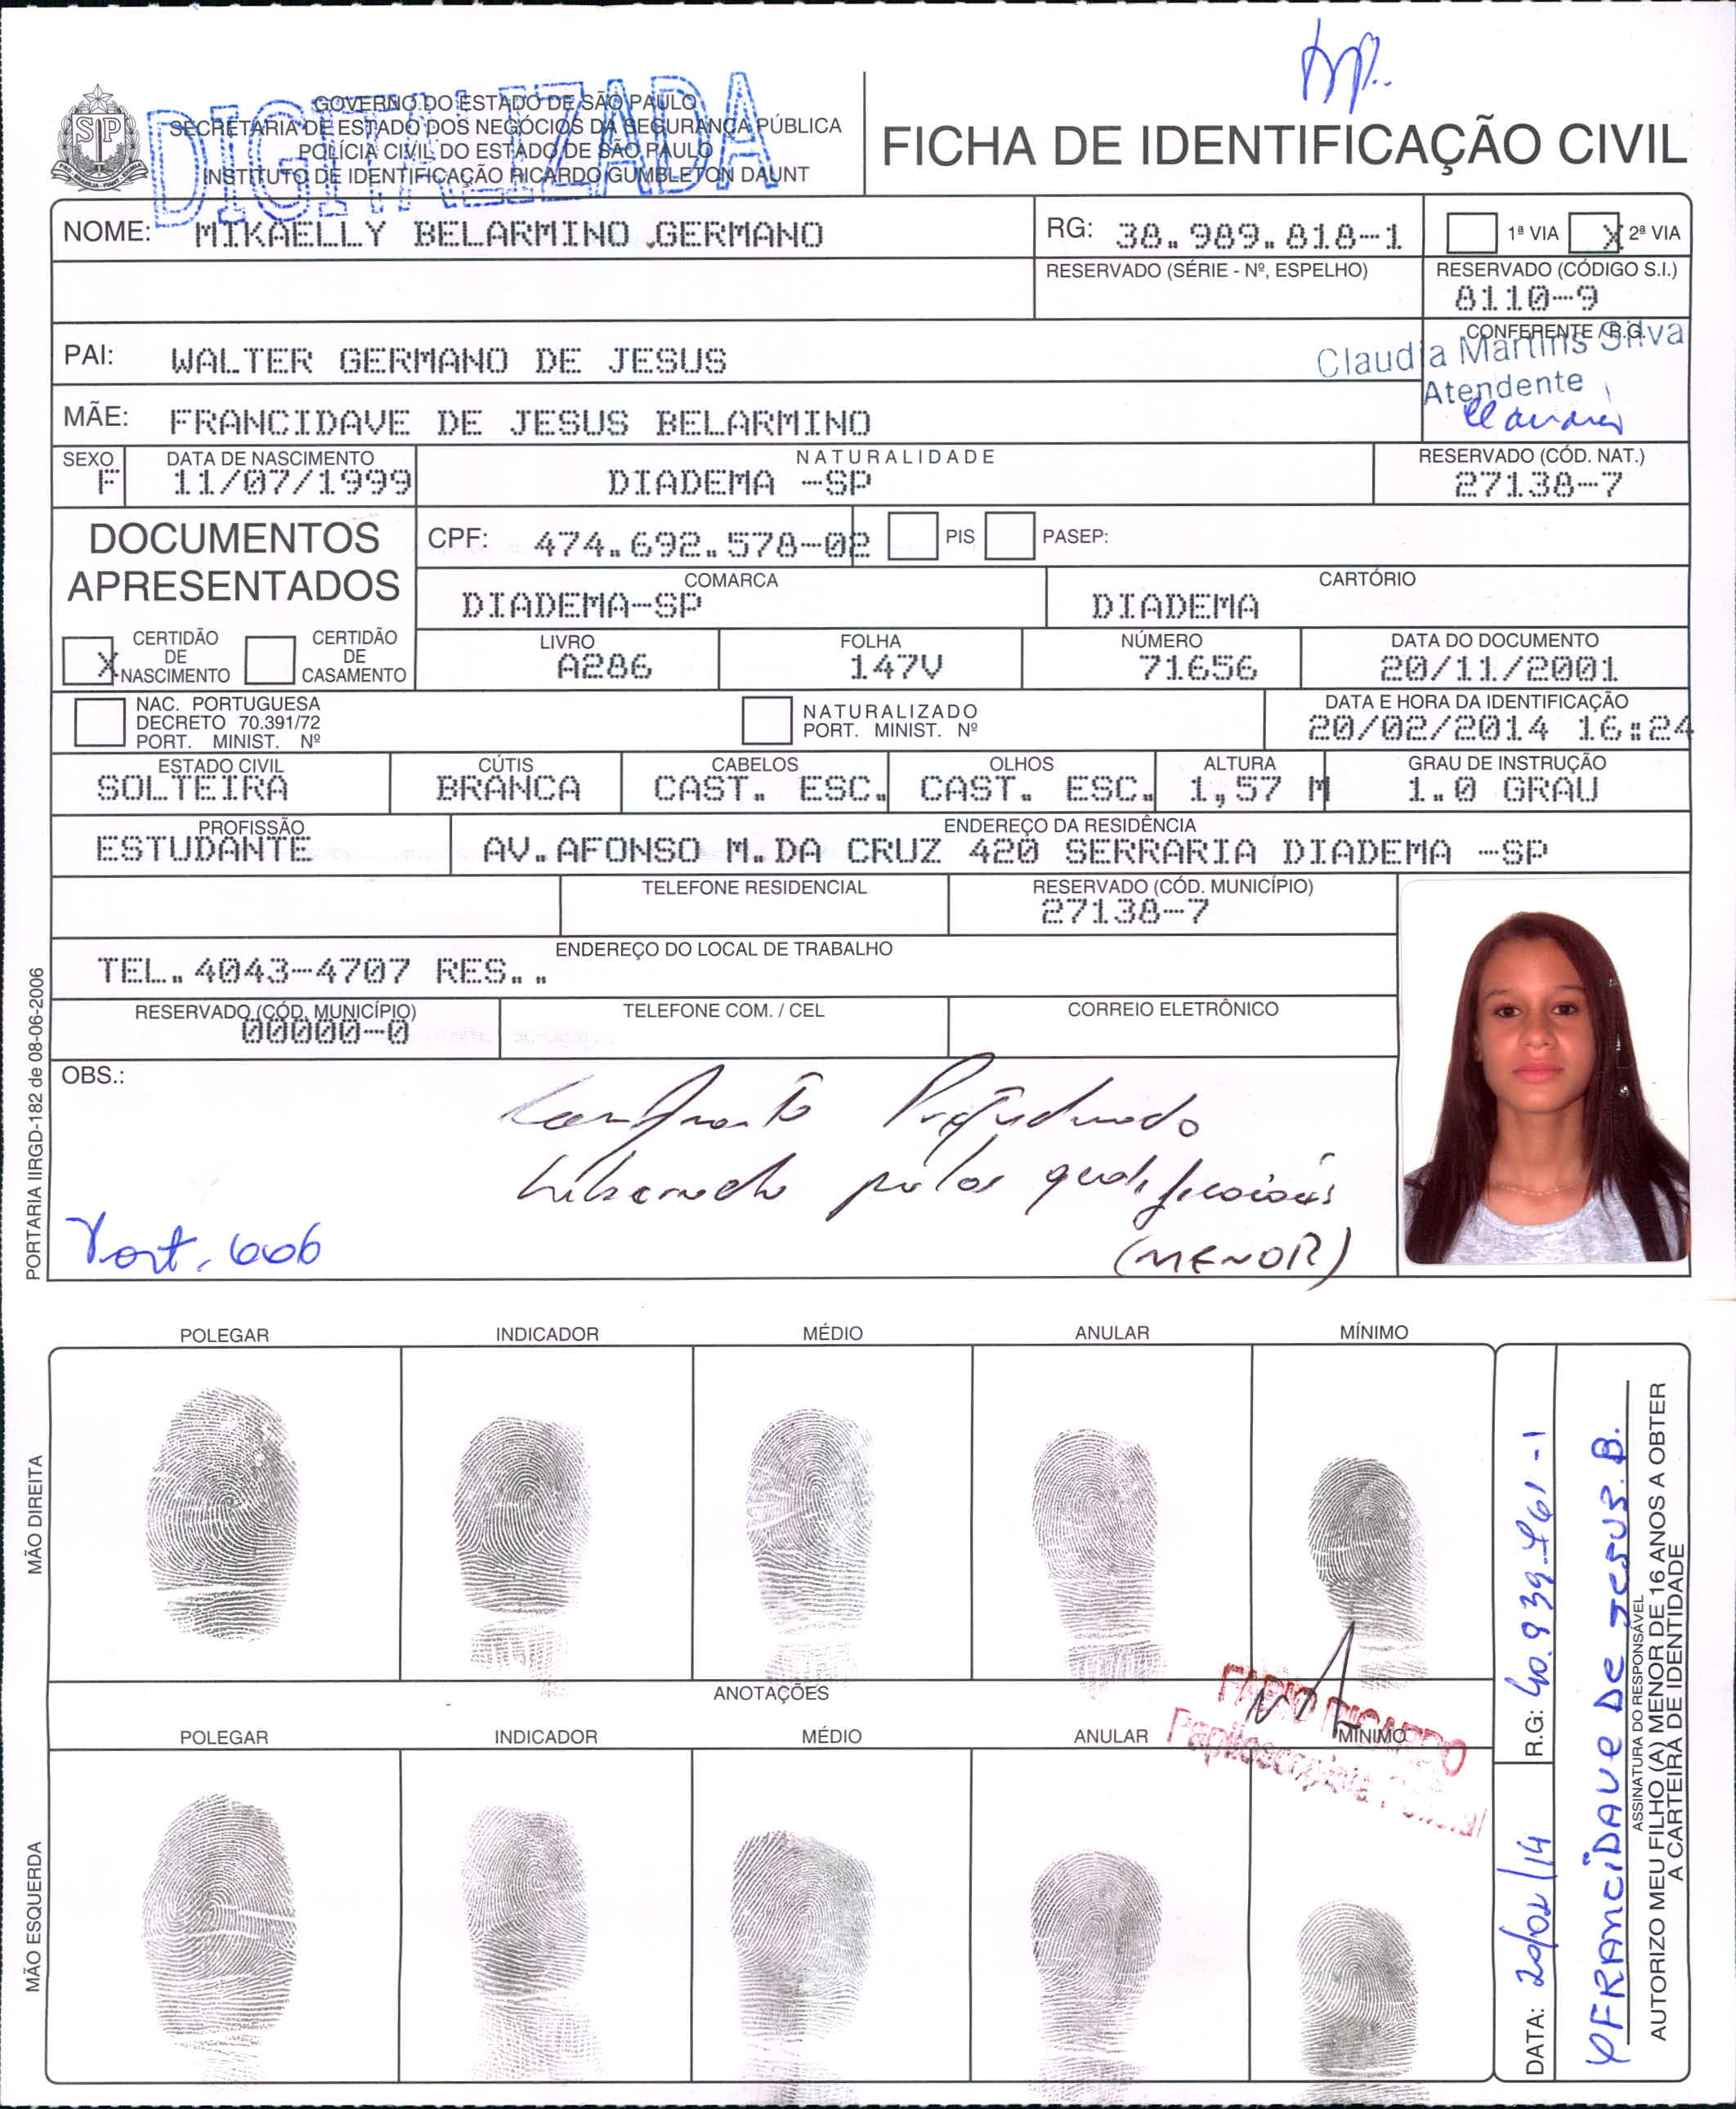 GOVERNO DO ESTADO DE SÃO PAULO
SECRETARIA DE ESTADO DOS NEGÓCIOS DA SEGURANÇA PÚBLICA
POLÍCIA CIVIL DO ESTADO DE SÃO PAULO
INSTITUTO DE IDENTIFICAÇÃO RICARDO GUMBLETON DAUNT
DIGITALIZADA
FICHA DE IDENTIFICAÇÃO CIVIL
NOME: MIKAELLY BELARMINO GERMANO
RG: 38.989.818-1
1ª VIA X 2ª VIA
RESERVADO (SÉRIE - Nº, ESPELHO)
RESERVADO (CÓDIGO S.I.)
8110-9
PAI: WALTER GERMANO DE JESUS
CONFERENTE / R.G.
Claudia Martins Silva
Atendente
MÃE: FRANCIDAVE DE JESUS BELARMINO
SEXO
F
DATA DE NASCIMENTO
11/07/1999
NATURALIDADE
DIADEMA -SP
RESERVADO (CÓD. NAT.)
27138-7
DOCUMENTOS
APRESENTADOS
CPF: 474.692.578-02
PIS
PASEP:
COMARCA
DIADEMA-SP
CARTÓRIO
DIADEMA
X CERTIDÃO
DE
NASCIMENTO
CERTIDÃO
DE
CASAMENTO
LIVRO
A286
FOLHA
147V
NÚMERO
71656
DATA DO DOCUMENTO
20/11/2001
NAC. PORTUGUESA
DECRETO 70.391/72
PORT. MINIST. Nº
NATURALIZADO
PORT. MINIST. Nº
DATA E HORA DA IDENTIFICAÇÃO
20/02/2014 16:24
ESTADO CIVIL
SOLTEIRA
CÚTIS
BRANCA
CABELOS
CAST. ESC.
OLHOS
CAST. ESC.
ALTURA
1,57 M
GRAU DE INSTRUÇÃO
1.0 GRAU
PROFISSÃO
ESTUDANTE
ENDEREÇO DA RESIDÊNCIA
AV.AFONSO M.DA CRUZ 420 SERRARIA DIADEMA -SP
TELEFONE RESIDENCIAL
RESERVADO (CÓD. MUNICÍPIO)
27138-7
ENDEREÇO DO LOCAL DE TRABALHO
TEL.4043-4707 RES..
RESERVADO (CÓD. MUNICÍPIO)
00000-0
TELEFONE COM. / CEL
CORREIO ELETRÔNICO
OBS.:
Confronto Prejudicado
Liberado pelas qualificações
(MENOR)
Port. 606
PORTARIA IIRGD-182 de 08-06-2006
POLEGAR
INDICADOR
MÉDIO
ANULAR
MÍNIMO
MÃO DIREITA
ANOTAÇÕES
POLEGAR
INDICADOR
MÉDIO
ANULAR
MÍNIMO
MÃO ESQUERDA
DATA: 20/02/14
R.G: 40.939.761-1
FRANCIDAVE DE JESUS. B.
ASSINATURA DO RESPONSÁVEL
AUTORIZO MEU FILHO (A) MENOR DE 16 ANOS A OBTER
A CARTEIRA DE IDENTIDADE